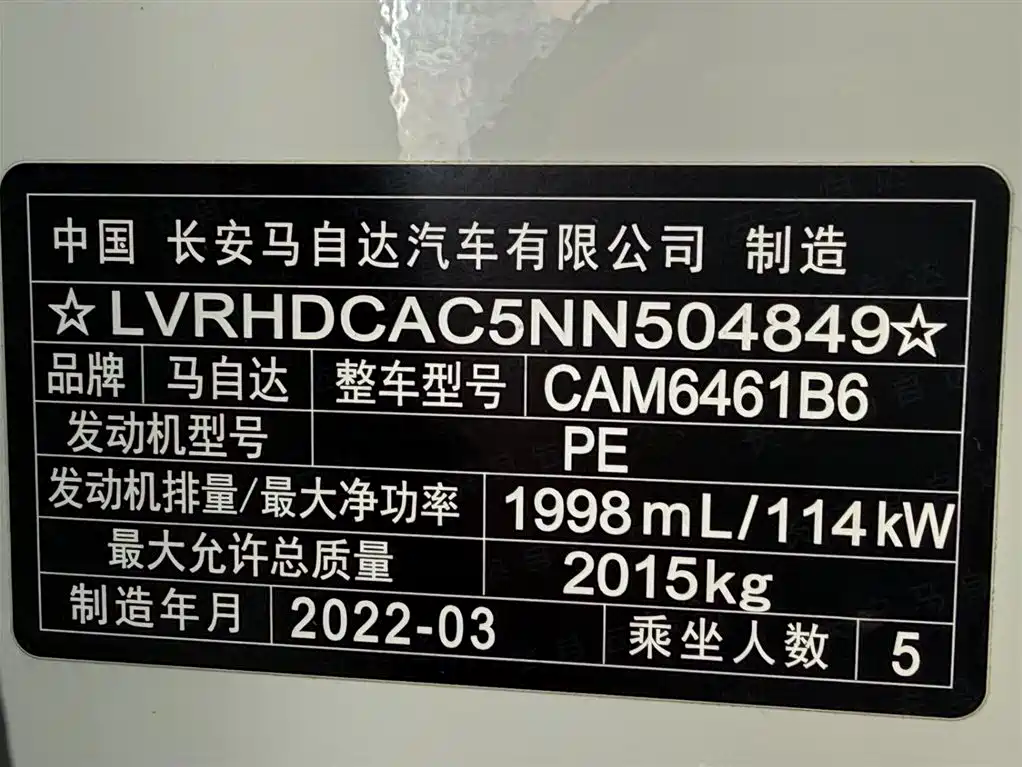 中国 长安马自达汽车有限公司 制造
☆LVRHDCAC5NN504849☆
品牌 马自达 整车型号 CAM6461B6
发动机型号 PE
发动机排量/最大净功率 1998mL/114kW
最大允许总质量 2015kg
制造年月 2022-03 乘坐人数 5